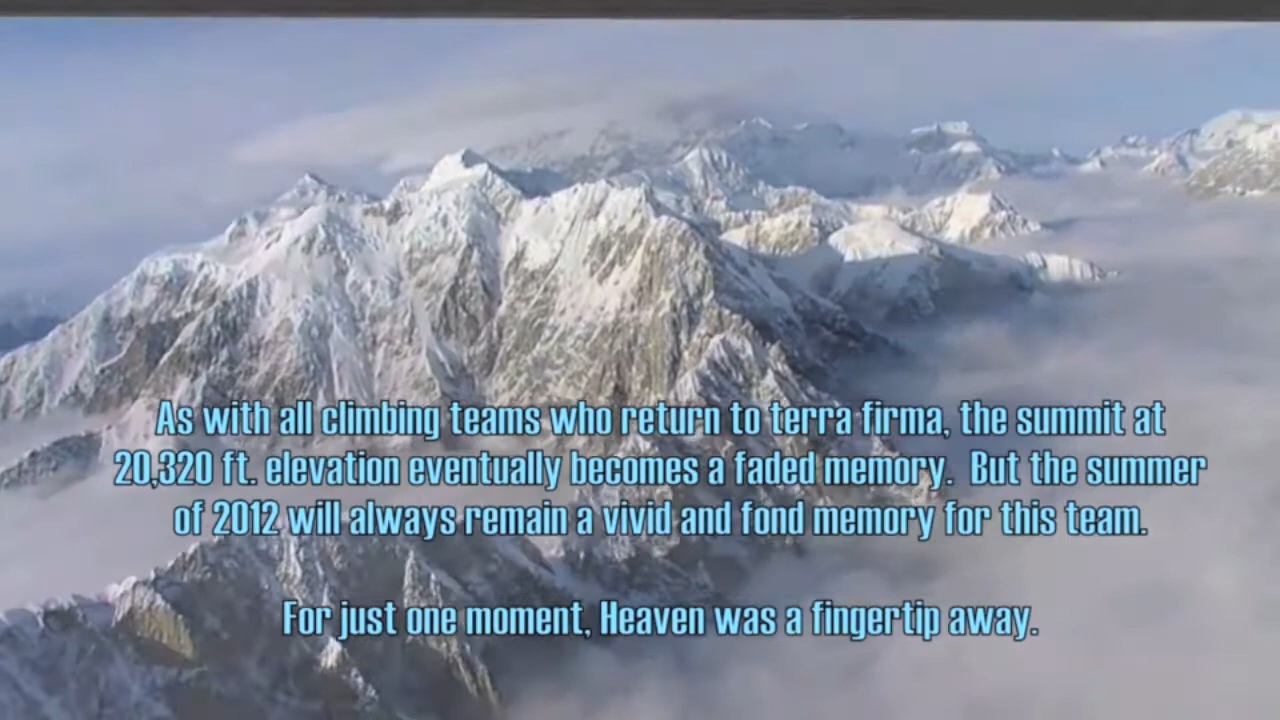 As with all climbing teams who return to terra firma, the summit at
20,320 ft. elevation eventually becomes a faded memory.  But the summer
of 2012 will always remain a vivid and fond memory for this team.
For just one moment, Heaven was a fingertip away.